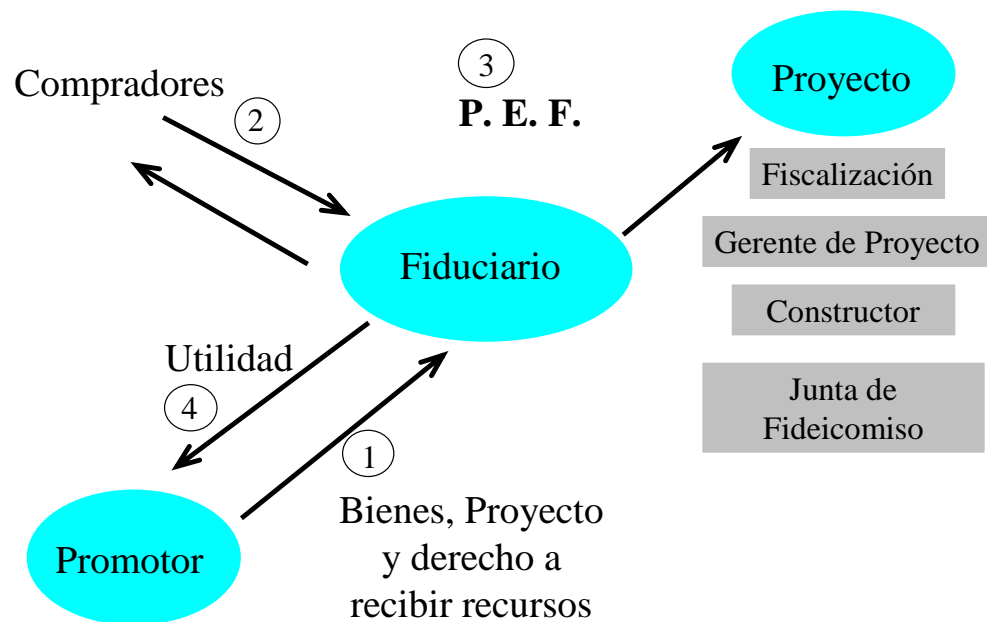 Compradores
2
3
P. E. F.
Proyecto
Fiscalización
Gerente de Proyecto
Constructor
Junta de
Fideicomiso
Fiduciario
Utilidad
4
1
Bienes, Proyecto
y derecho a
recibir recursos
Promotor